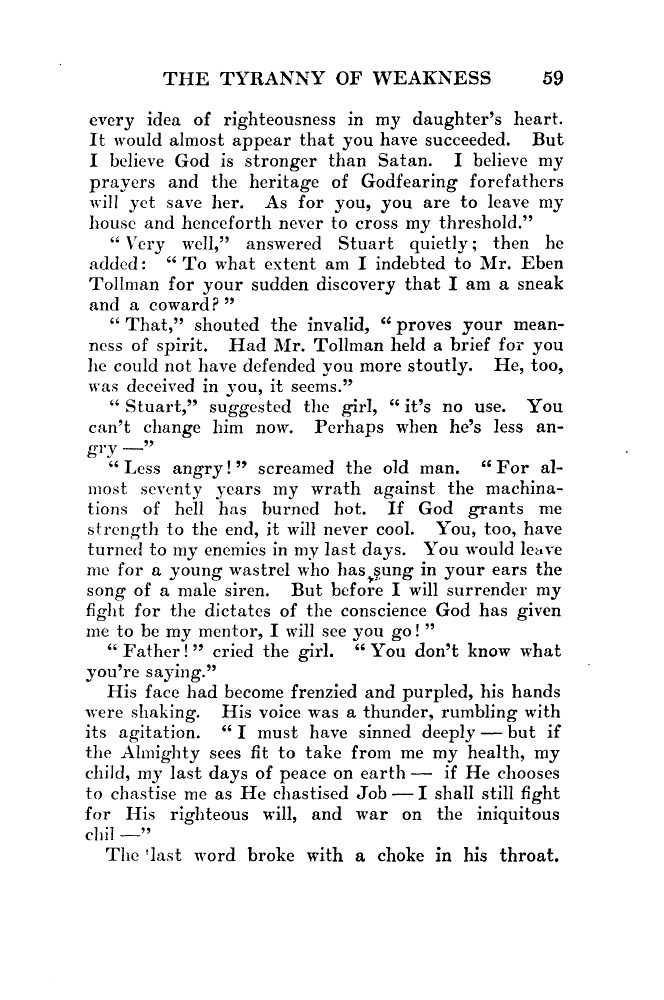 THE TYRANNY OF WEAKNESS 59
every idea of righteousness in my daughter's heart.
It would almost appear that you have succeeded. But
I believe God is stronger than Satan. I believe my
prayers and the heritage of Godfearing forefathers
will yet save her. As for you, you are to leave my
house and henceforth never to cross my threshold."
"Very well," answered Stuart quietly; then he
added: "To what extent am I indebted to Mr. Eben
Tollman for your sudden discovery that I am a sneak
and a coward?"
"That," shouted the invalid, "proves your mean-
ness of spirit. Had Mr. Tollman held a brief for you
he could not have defended you more stoutly. He, too,
was deceived in you, it seems."
"Stuart," suggested the girl, "it's no use. You
can't change him now. Perhaps when he's less an-
gry —"
"Less angry!" screamed the old man. "For al-
most seventy years my wrath against the machina-
tions of hell has burned hot. If God grants me
strength to the end, it will never cool. You, too, have
turned to my enemies in my last days. You would leave
me for a young wastrel who has sung in your ears the
song of a male siren. But before I will surrender my
fight for the dictates of the conscience God has given
me to be my mentor, I will see you go!"
"Father!" cried the girl. "You don't know what
you're saying."
His face had become frenzied and purpled, his hands
were shaking. His voice was a thunder, rumbling with
its agitation. "I must have sinned deeply — but if
the Almighty sees fit to take from me my health, my
child, my last days of peace on earth — if He chooses
to chastise me as He chastised Job — I shall still fight
for His righteous will, and war on the iniquitous
chil —"
The last word broke with a choke in his throat.